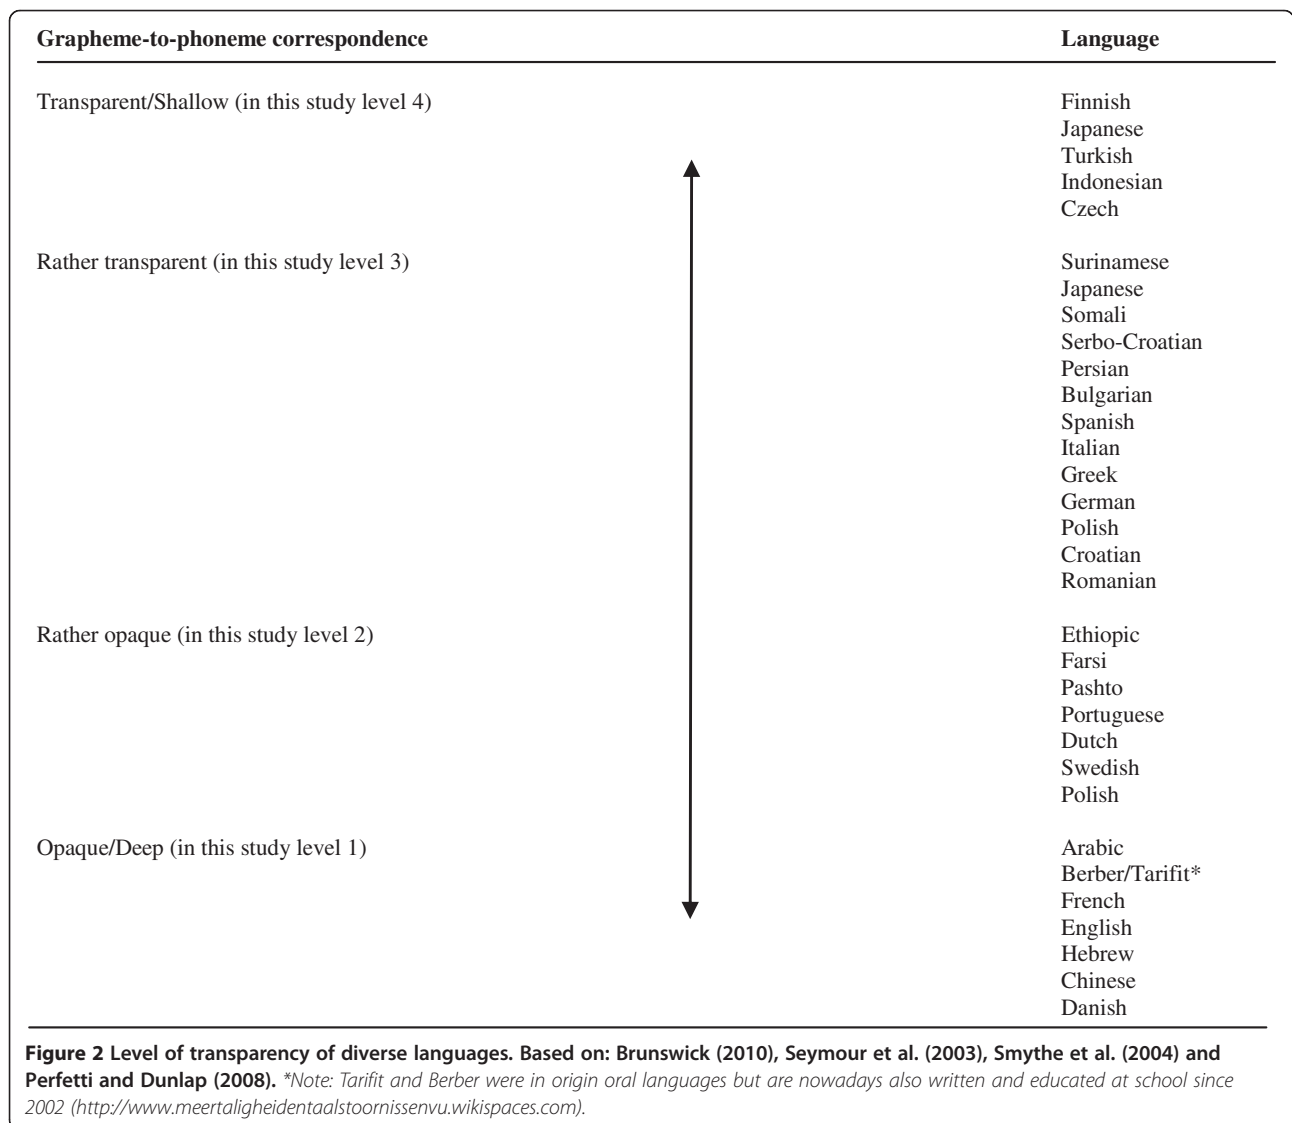 Grapheme-to-phoneme correspondence Language
Transparent/Shallow (in this study level 4) Finnish
Japanese
Turkish
Indonesian
Czech
Rather transparent (in this study level 3) Surinamese
Japanese
Somali
Serbo-Croatian
Persian
Bulgarian
Spanish
Italian
Greek
German
Polish
Croatian
Romanian
Rather opaque (in this study level 2) Ethiopic
Farsi
Pashto
Portuguese
Dutch
Swedish
Polish
Opaque/Deep (in this study level 1) Arabic
Berber/Tarifit*
French
English
Hebrew
Chinese
Danish
Figure 2 Level of transparency of diverse languages. Based on: Brunswick (2010), Seymour et al. (2003), Smythe et al. (2004) and
Perfetti and Dunlap (2008). *Note: Tarifit and Berber were in origin oral languages but are nowadays also written and educated at school since
2002 (http://www.meertaligheidentaalstoornissenvu.wikispaces.com).